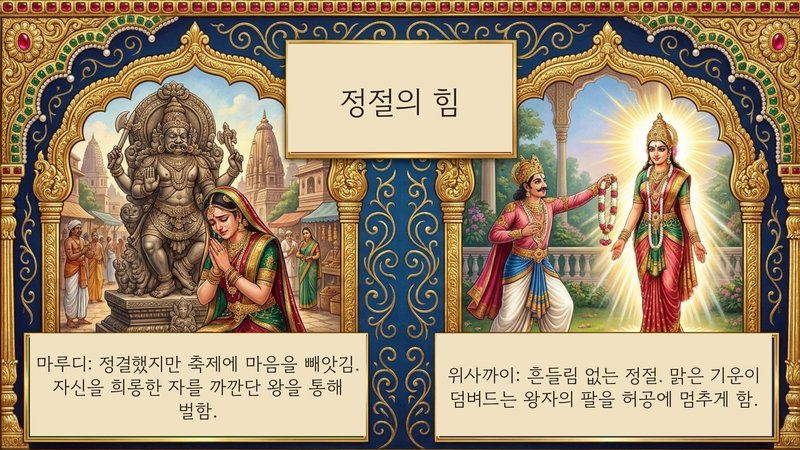 정절의 힘
마루디: 정결했지만 축제에 마음을 빼앗김.
자신을 희롱한 자를 까깐단 왕을 통해
벌함.
위사까이: 흔들림 없는 정절. 맑은 기운이
덤벼드는 왕자의 팔을 허공에 멈추게 함.